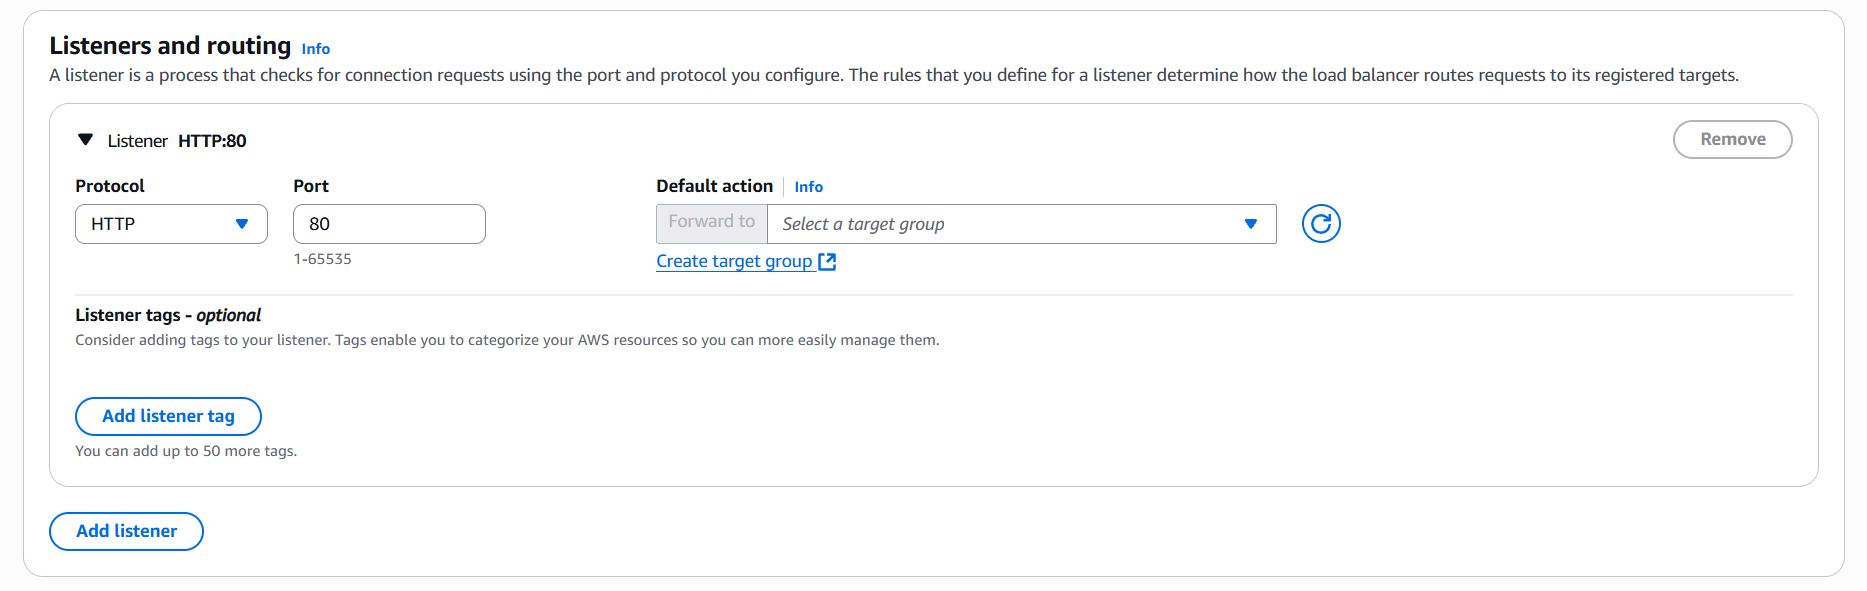 Listeners and routing Info
A listener is a process that checks for connection requests using the port and protocol you configure. The rules that you define for a listener determine how the load balancer routes requests to its registered targets.
Listener HTTP:80
Remove
Protocol
Port
Default action Info
HTTP
80
Forward to
Select a target group
1-65535
Create target group
Listener tags - optional
Consider adding tags to your listener. Tags enable you to categorize your AWS resources so you can more easily manage them.
Add listener tag
You can add up to 50 more tags.
Add listener